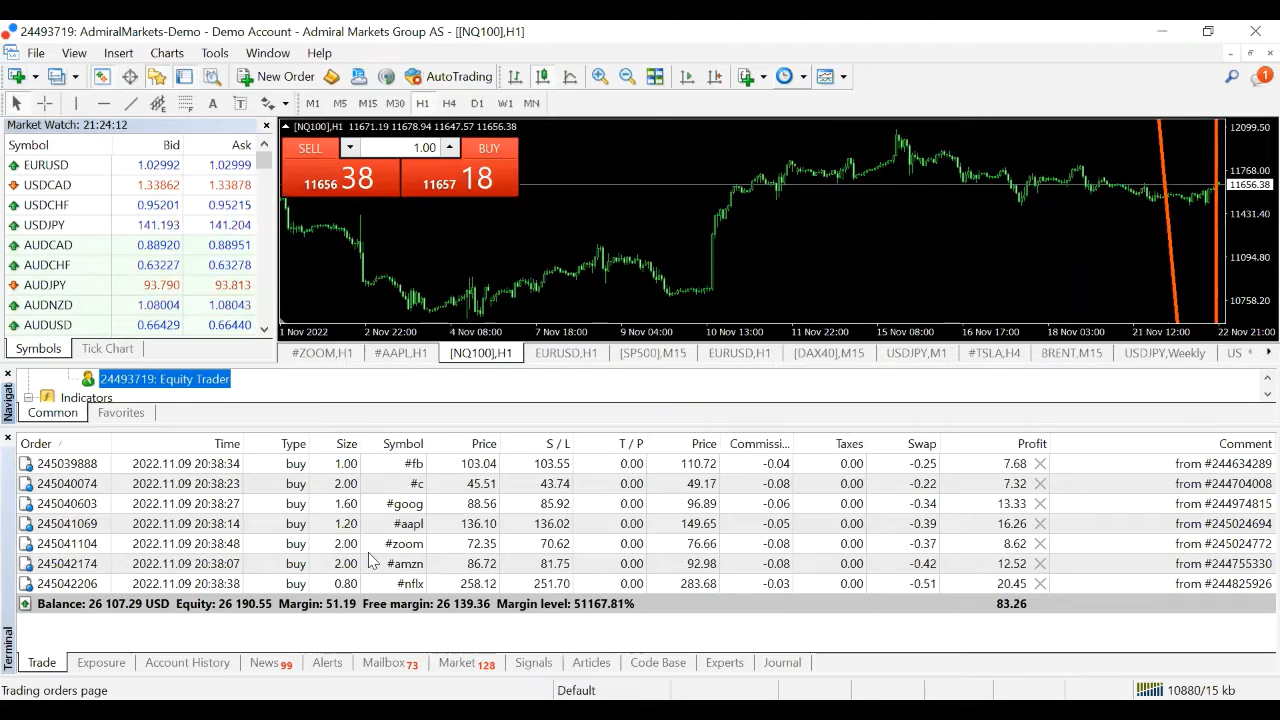 24493719: AdmiralMarkets-Demo - Demo Account - Admiral Markets Group AS - [[NQ100],H1]
File View Insert Charts Tools Window Help
New Order AutoTrading 1
M1 M5 M15 M30 H1 H4 D1 W1 MN
Market Watch: 21:24:12
Symbol Bid Ask
EURUSD 1.02992 1.02999
USDCAD 1.33862 1.33878
USDCHF 0.95201 0.95215
USDJPY 141.193 141.204
AUDCAD 0.88920 0.88951
AUDCHF 0.63227 0.63278
AUDJPY 93.790 93.813
AUDNZD 1.08004 1.08043
AUDUSD 0.66429 0.66440
Symbols Tick Chart
[NQ100],H1 11671.19 11678.94 11647.57 11656.38
SELL 1.00 BUY
11656 38 11657 18
12099.50
11768.00
11656.38
11431.40
11094.80
10758.20
1 Nov 2022 2 Nov 22:00 4 Nov 08:00 7 Nov 18:00 9 Nov 04:00 10 Nov 13:00 11 Nov 22:00 15 Nov 08:00 16 Nov 17:00 18 Nov 03:00 21 Nov 12:00 22 Nov 21:00
#ZOOM,H1 #AAPL,H1 [NQ100],H1 EURUSD,H1 [SP500],M15 EURUSD,H1 [DAX40],M15 USDJPY,M1 #TSLA,H4 BRENT,M15 USDJPY,Weekly US
Navigat
24493719: Equity Trader
Indicators
Common Favorites
Order Time Type Size Symbol Price S / L T / P Price Commissi... Taxes Swap Profit Comment
245039888 2022.11.09 20:38:34 buy 1.00 #fb 103.04 103.55 0.00 110.72 -0.04 0.00 -0.25 7.68 from #244634289
245040074 2022.11.09 20:38:23 buy 2.00 #c 45.51 43.74 0.00 49.17 -0.08 0.00 -0.22 7.32 from #244704008
245040603 2022.11.09 20:38:27 buy 1.60 #goog 88.56 85.92 0.00 96.89 -0.06 0.00 -0.34 13.33 from #244974815
245041069 2022.11.09 20:38:14 buy 1.20 #aapl 136.10 136.02 0.00 149.65 -0.05 0.00 -0.39 16.26 from #245024694
245041104 2022.11.09 20:38:48 buy 2.00 #zoom 72.35 70.62 0.00 76.66 -0.08 0.00 -0.37 8.62 from #245024772
245042174 2022.11.09 20:38:07 buy 2.00 #amzn 86.72 81.75 0.00 92.98 -0.08 0.00 -0.42 12.52 from #244755330
245042206 2022.11.09 20:38:38 buy 0.80 #nflx 258.12 251.70 0.00 283.68 -0.03 0.00 -0.51 20.45 from #244825926
Balance: 26 107.29 USD Equity: 26 190.55 Margin: 51.19 Free margin: 26 139.36 Margin level: 51167.81% 83.26
Terminal
Trade Exposure Account History News 99 Alerts Mailbox 73 Market 128 Signals Articles Code Base Experts Journal
Trading orders page Default 10880/15 kb